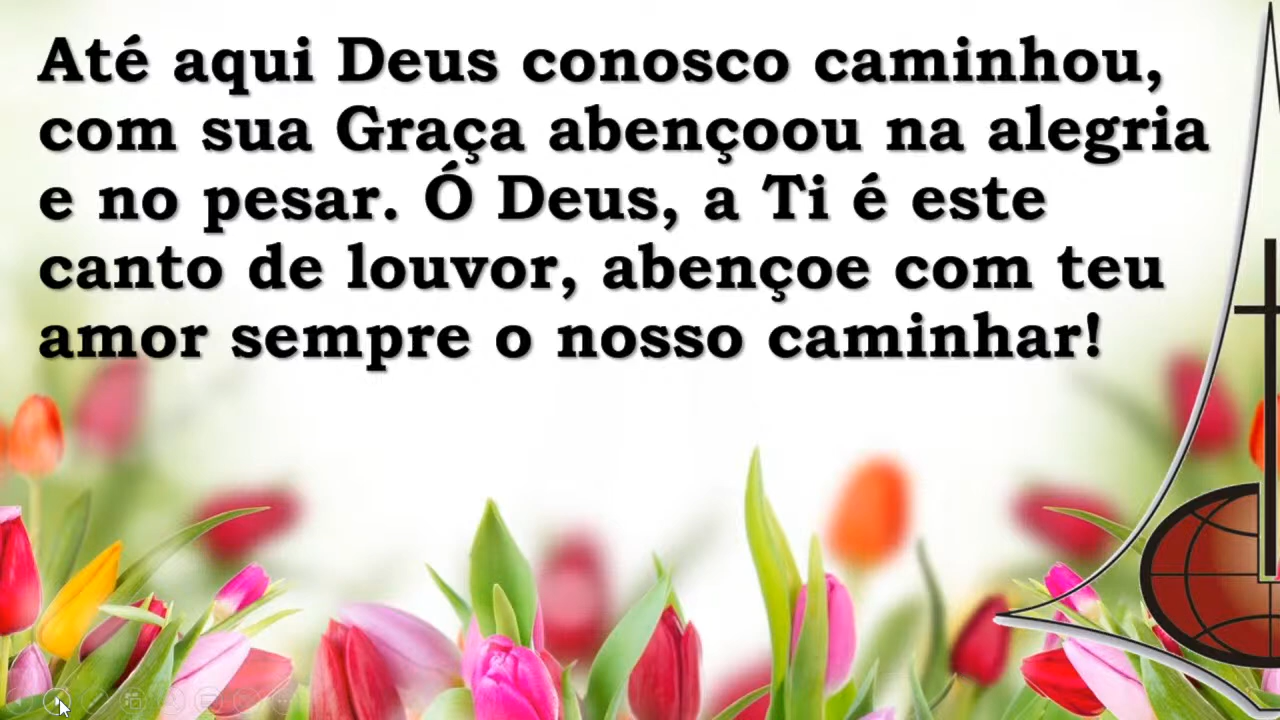 Até aqui Deus conosco caminhou,
com sua Graça abençoou na alegria
e no pesar. Ó Deus, a Ti é este
canto de louvor, abençoe com teu
amor sempre o nosso caminhar!